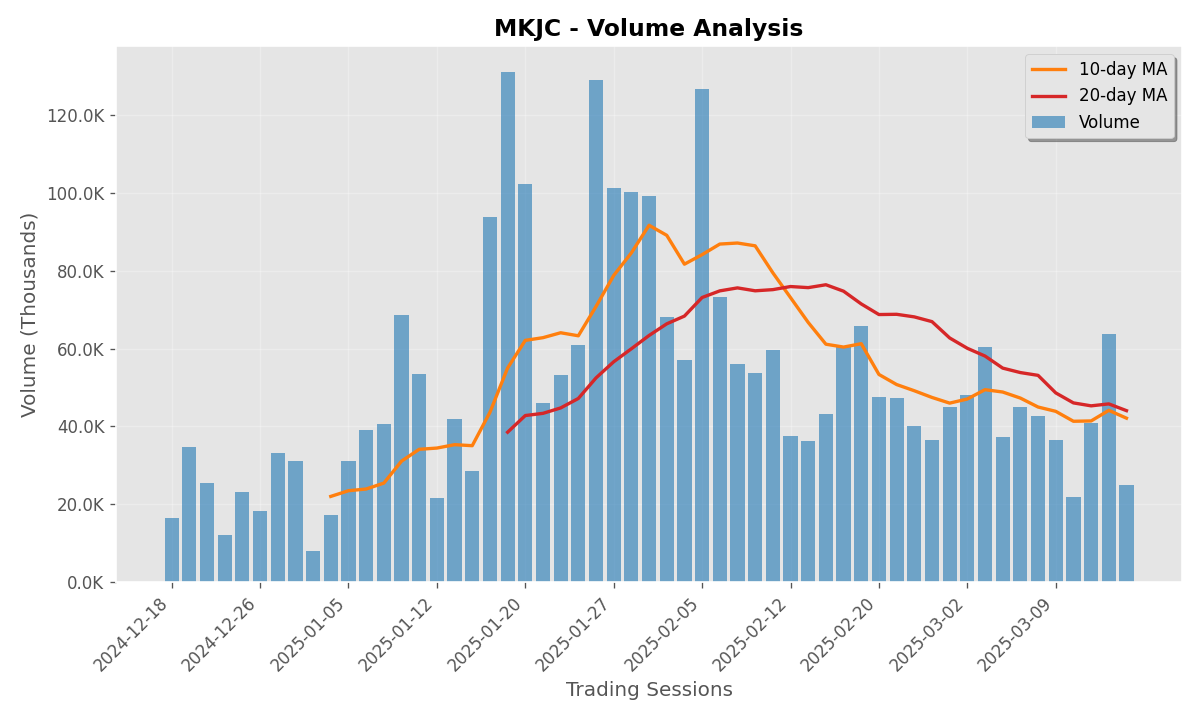 MKJC - Volume Analysis
10-day MA
20-day MA
Volume
Volume (Thousands)
120.0K
100.0K
80.0K
60.0K
40.0K
20.0K
0.0K
2024-12-18
2024-12-26
2025-01-05
2025-01-12
2025-01-20
2025-01-27
2025-02-05
2025-02-12
2025-02-20
2025-03-02
2025-03-09
Trading Sessions